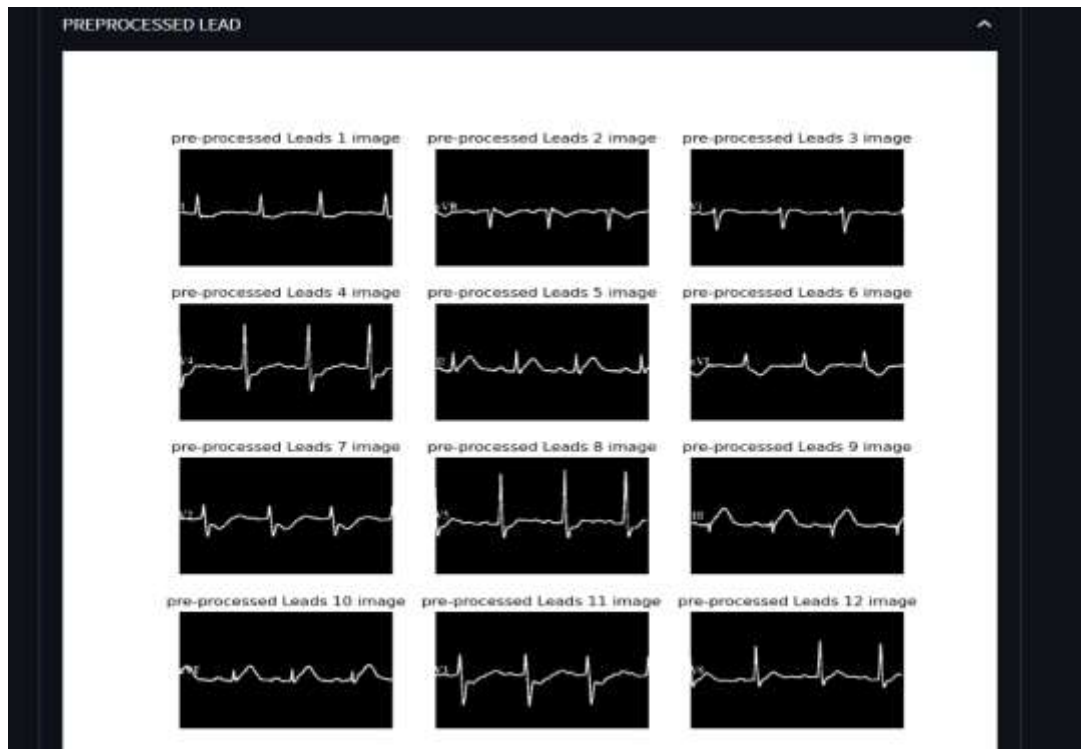 PREPROCESSED LEAD
pre-processed Leads 1 image
pre-processed Leads 2 image
pre-processed Leads 3 image
pre-processed Leads 4 image
pre-processed Leads 5 image
pre-processed Leads 6 image
pre-processed Leads 7 image
pre-processed Leads 8 image
pre-processed Leads 9 image
pre-processed Leads 10 image
pre-processed Leads 11 image
pre-processed Leads 12 image